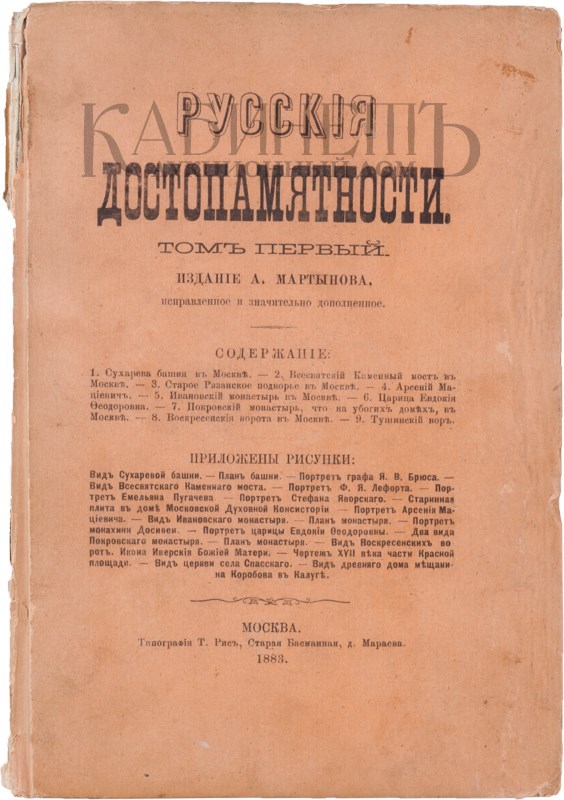 КАБИНЕТЪ
АУКЦИОННЫЙ ДОМ
РУССКІЯ
ДОСТОПАМЯТНОСТИ.
ТОМЪ ПЕРВЫЙ.
ИЗДАНІЕ А. МАРТЫНОВА,
исправленное и значительно дополненное.
СОДЕРЖАНІЕ:
1. Сухарева башня въ Москвѣ. — 2. Всесвятскій Каменный мостъ въ
Москвѣ. — 3. Старое Рязанское подворье въ Москвѣ. — 4. Арсеній Ма-
ціевичъ. — 5. Ивановскій монастырь въ Москвѣ. — 6. Царица Евдокія
Ѳеодоровна. — 7. Покровскій монастырь, что на убогихъ домѣхъ, въ
Москвѣ. — 8. Воскресенскія ворота въ Москвѣ. — 9. Тушинскій воръ.
ПРИЛОЖЕНЫ РИСУНКИ:
Видъ Сухаревой башни. — Планъ башни. — Портретъ графа Я. В. Брюса. —
Видъ Всесвятскаго Каменнаго моста. — Портретъ Ф. Я. Лефорта. — Пор-
третъ Емельяна Пугачева — Портретъ Стефана Яворскаго. — Старинная
плита въ домѣ Московской Духовной Консисторіи — Портретъ Арсенія Ма-
ціевича. — Видъ Ивановскаго монастыря. — Планъ монастыря. — Портретъ
монахини Досиѳеи. — Портретъ царицы Евдокіи Ѳеодоровны. — Два вида
Покровскаго монастыря. — Планъ монастыря. — Видъ Воскресенскихъ во-
ротъ. Икона Иверскія Божіей Матери. — Чертежъ XVII вѣка части Красной
площади. — Видъ церкви села Спасскаго. — Видъ древняго дома мѣщани-
на Коробова въ Калугѣ.
МОСКВА.
Типографія Т. Рисъ, Старая Басманная, д. Мараева.
1883.